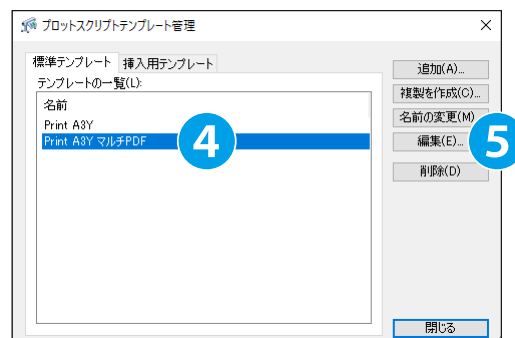 プロットスクリプトテンプレート管理
標準テンプレート 挿入用テンプレート
テンプレートの一覧(L):
名前
Print A3Y
Print A3Y マルチPDF
4
追加(A)...
複製を作成(C)...
名前の変更(M)
編集(E)...
5
削除(D)
閉じる